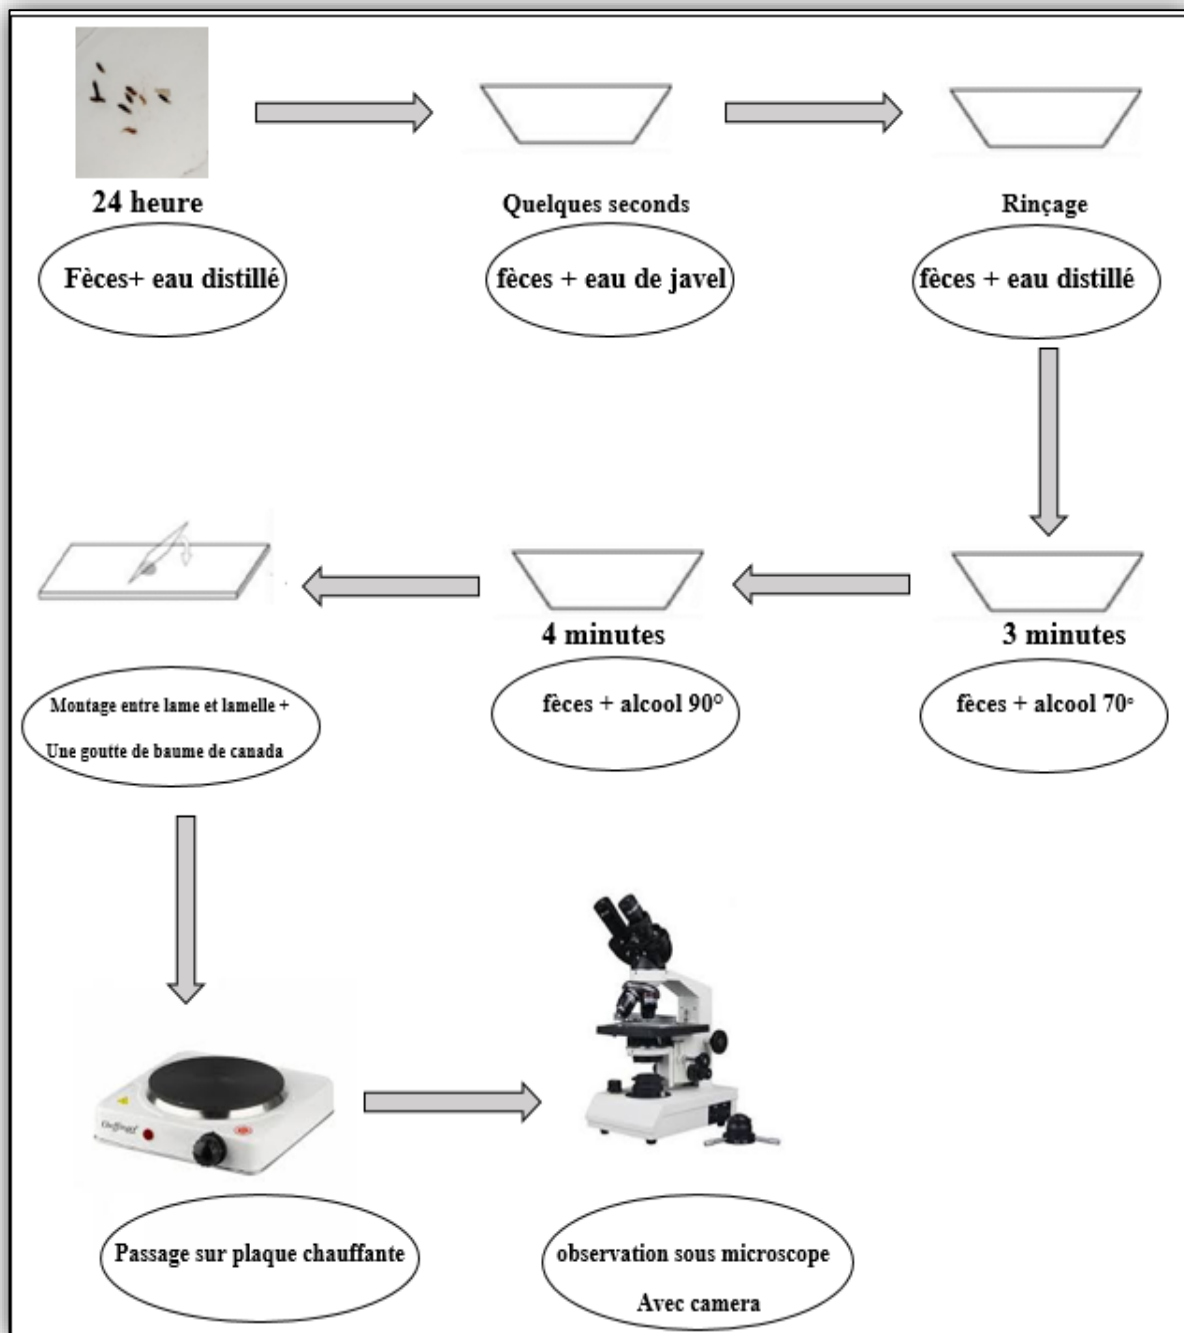 24 heure
Quelques seconds
Rinçage
Fèces+ eau distillé
fèces + eau de javel
fèces + eau distillé
4 minutes
3 minutes
fèces + alcool 90°
fèces + alcool 70°
Montage entre lame et lamelle +
Une goutte de baume de canada
Passage sur plaque chauffante
observation sous microscope
Avec camera